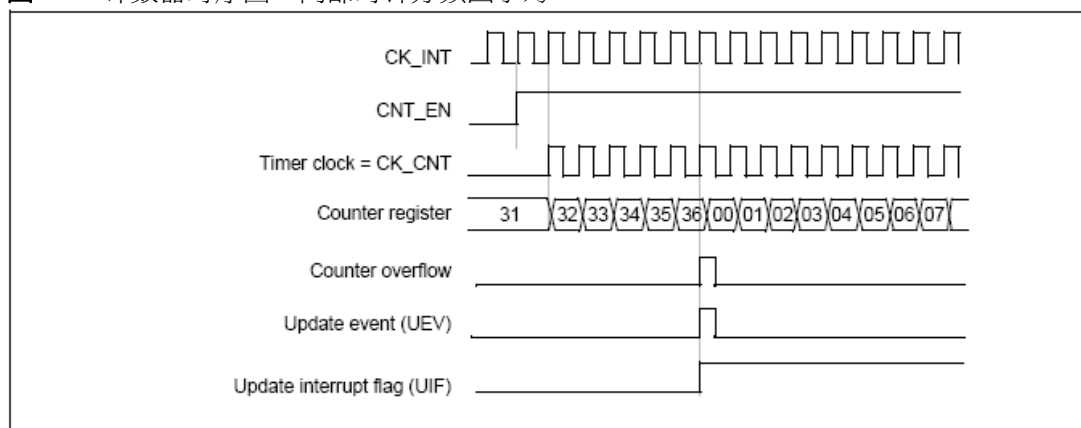 CK_INT
CNT_EN
Timer clock = CK_CNT
Counter register 31 32 33 34 35 36 00 01 02 03 04 05 06 07
Counter overflow
Update event (UEV)
Update interrupt flag (UIF)